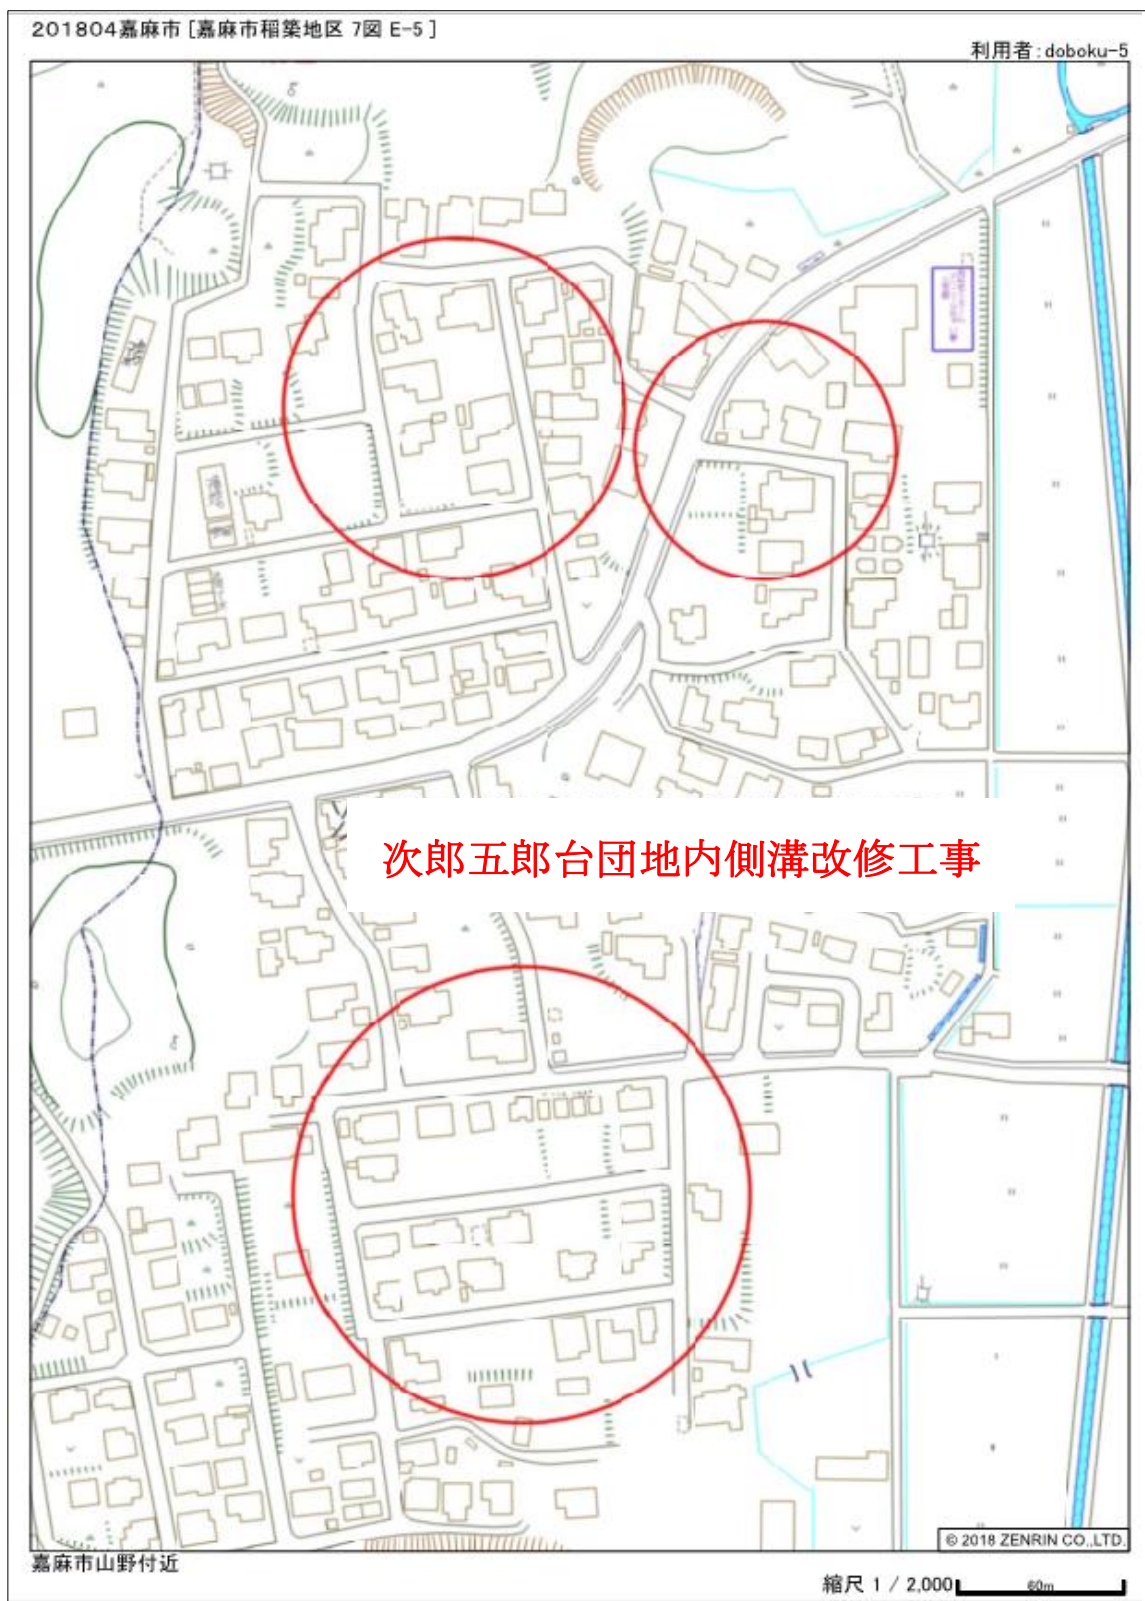 201804嘉麻市 [嘉麻市稲築地区 7図 E-5 ]
利用者:doboku-5
次郎五郎台団地内側溝改修工事
© 2018 ZENRIN CO.,LTD.
嘉麻市山野付近
縮尺 1 / 2,000
60m